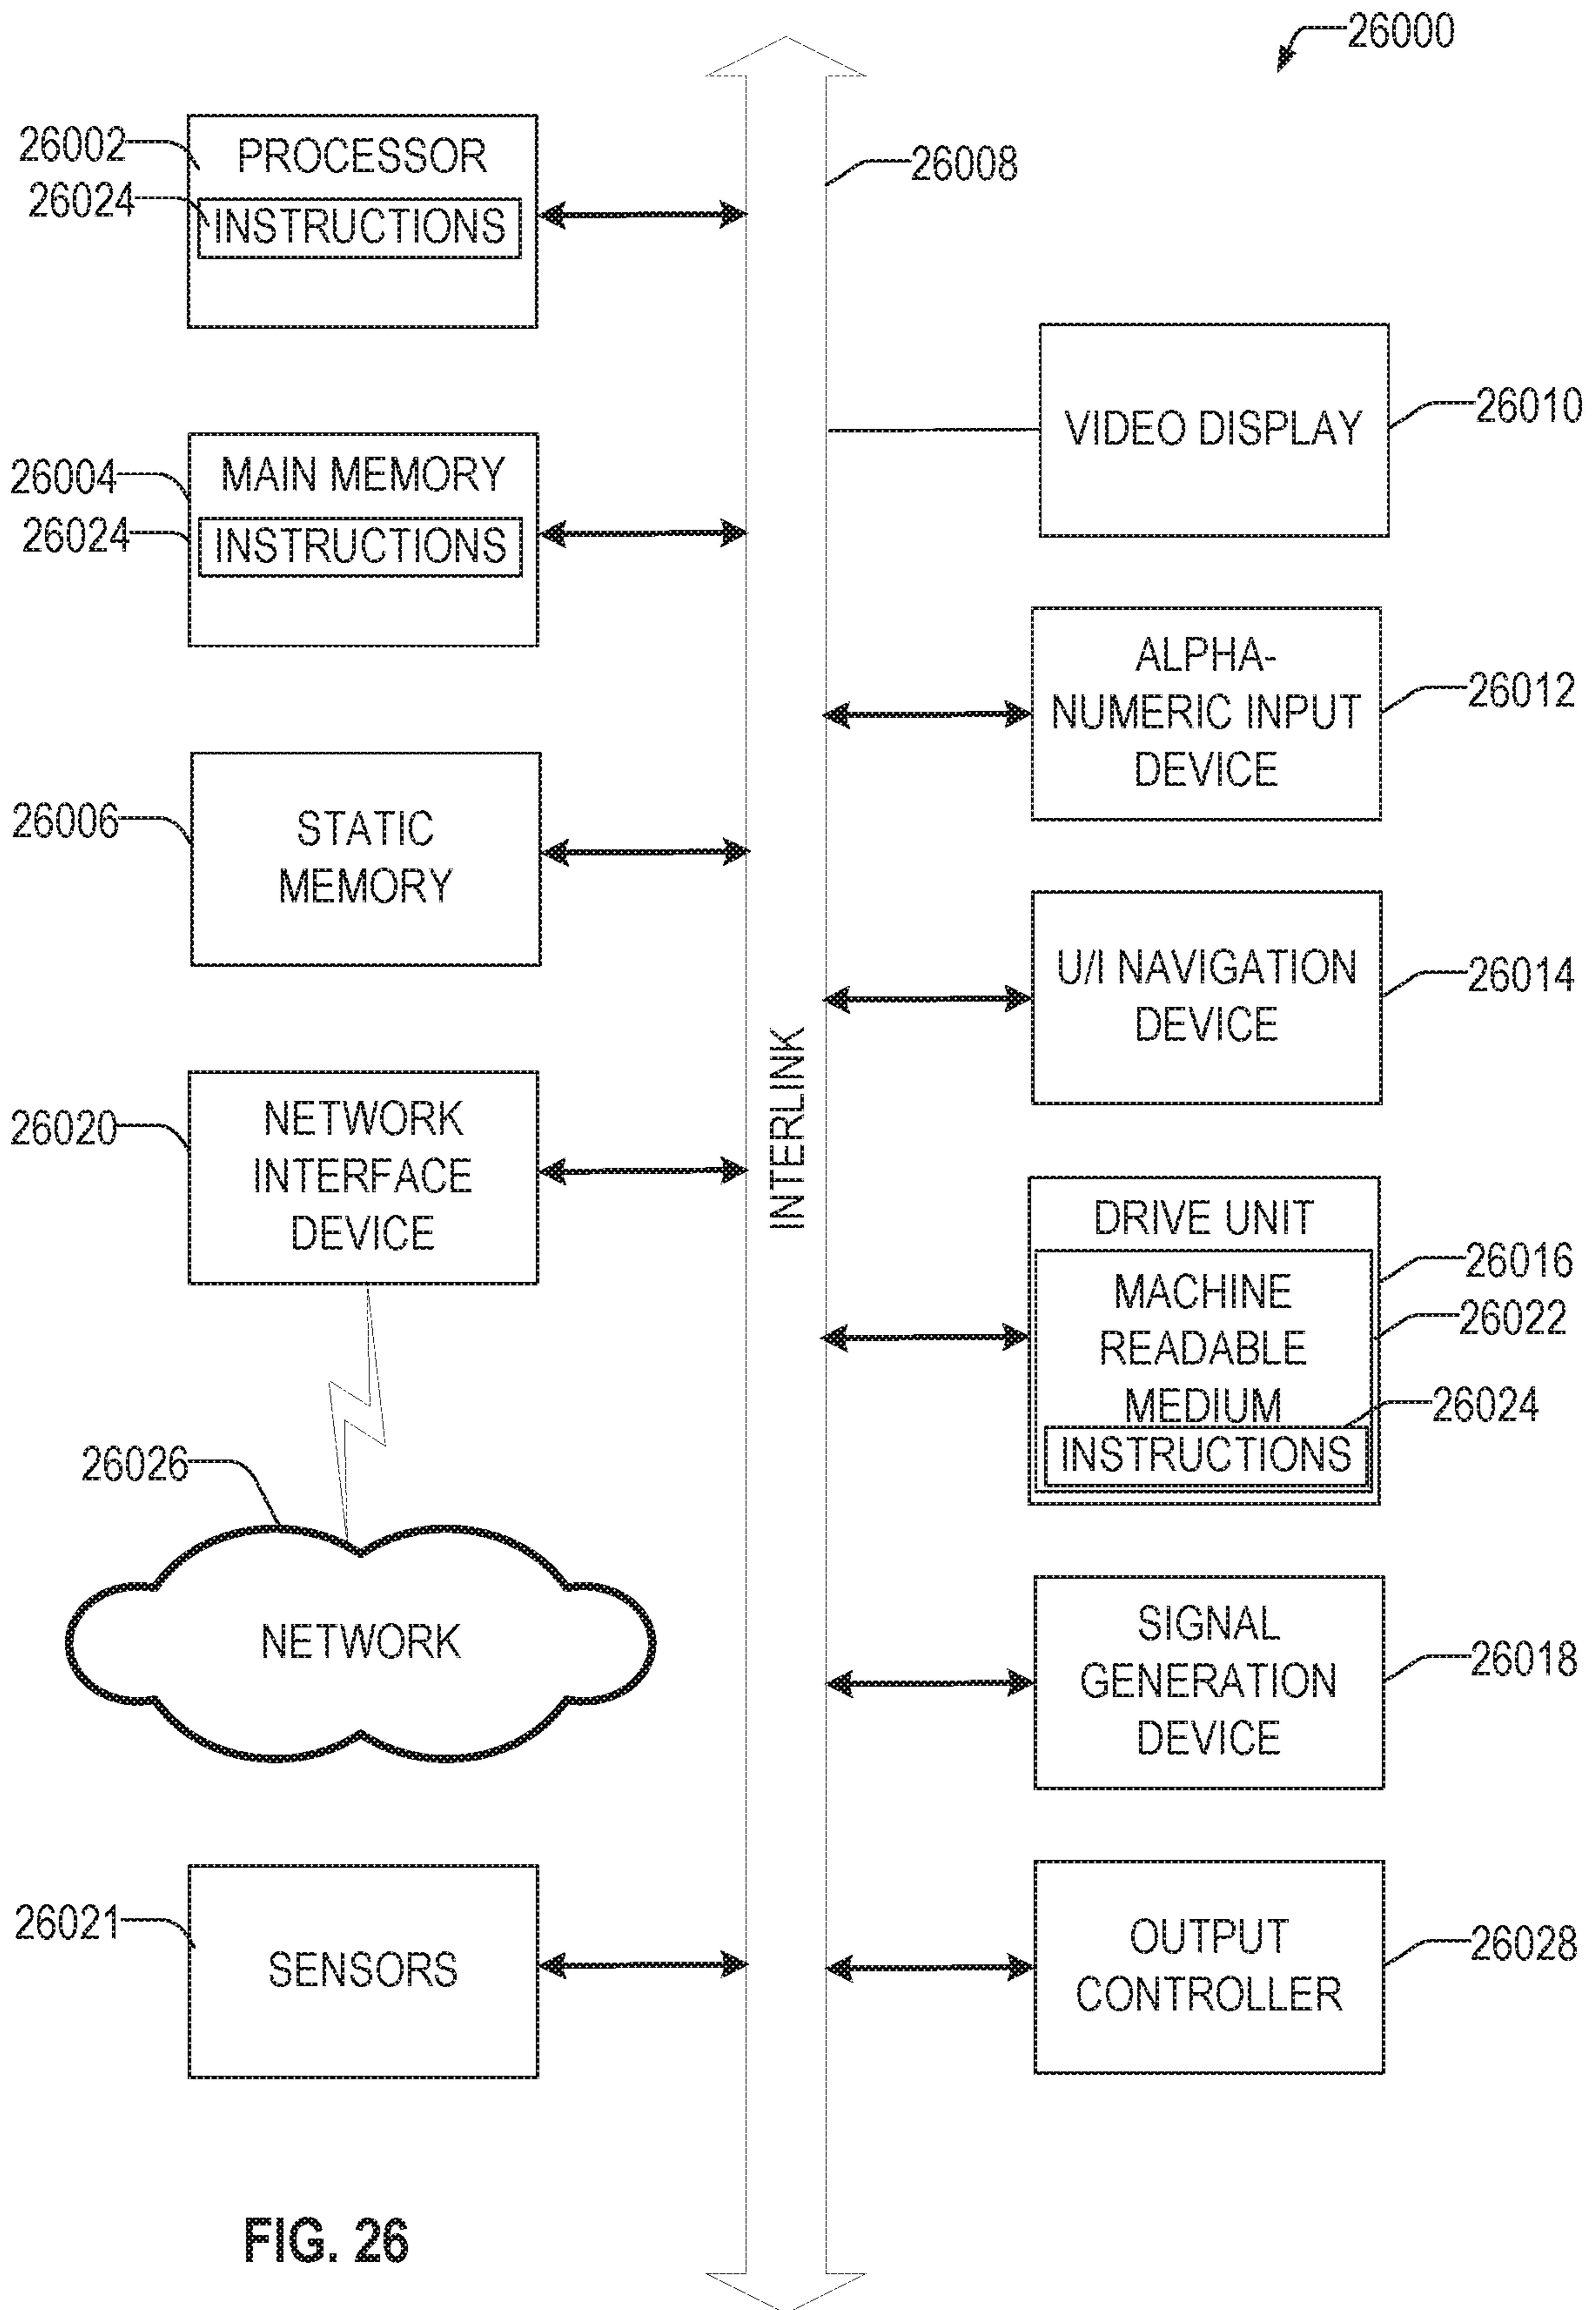 26000
26002
PROCESSOR
26024
INSTRUCTIONS
26008
26004
MAIN MEMORY
26024
INSTRUCTIONS
26006
STATIC
MEMORY
26020
NETWORK
INTERFACE
DEVICE
26026
NETWORK
26021
SENSORS
INTERLINK
VIDEO DISPLAY
26010
ALPHA-
NUMERIC INPUT
DEVICE
26012
U/I NAVIGATION
DEVICE
26014
DRIVE UNIT
26016
MACHINE
READABLE
MEDIUM
26022
26024
INSTRUCTIONS
SIGNAL
GENERATION
DEVICE
26018
OUTPUT
CONTROLLER
26028
FIG. 26